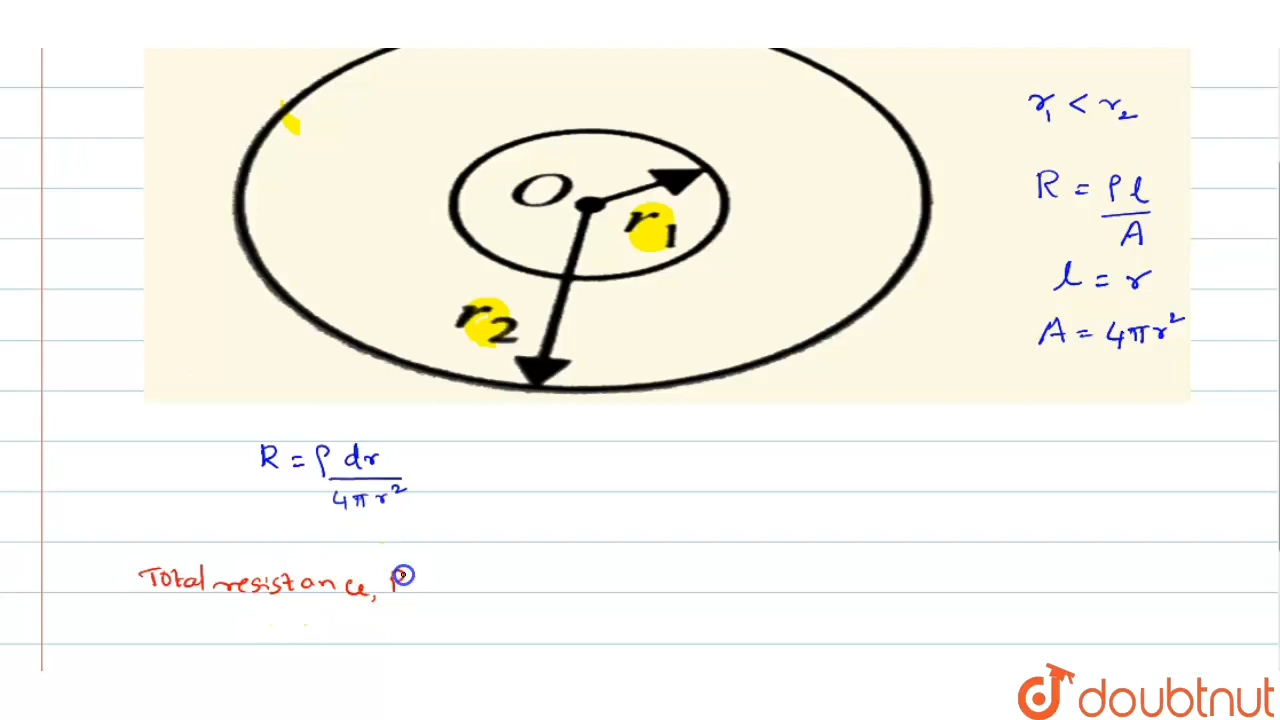 r₁ < r₂
O
r₁
R = ρl/A
l = r
r₂
A = 4πr²
R = ρ dr/4πr²
Total resistance, R
doubtnut